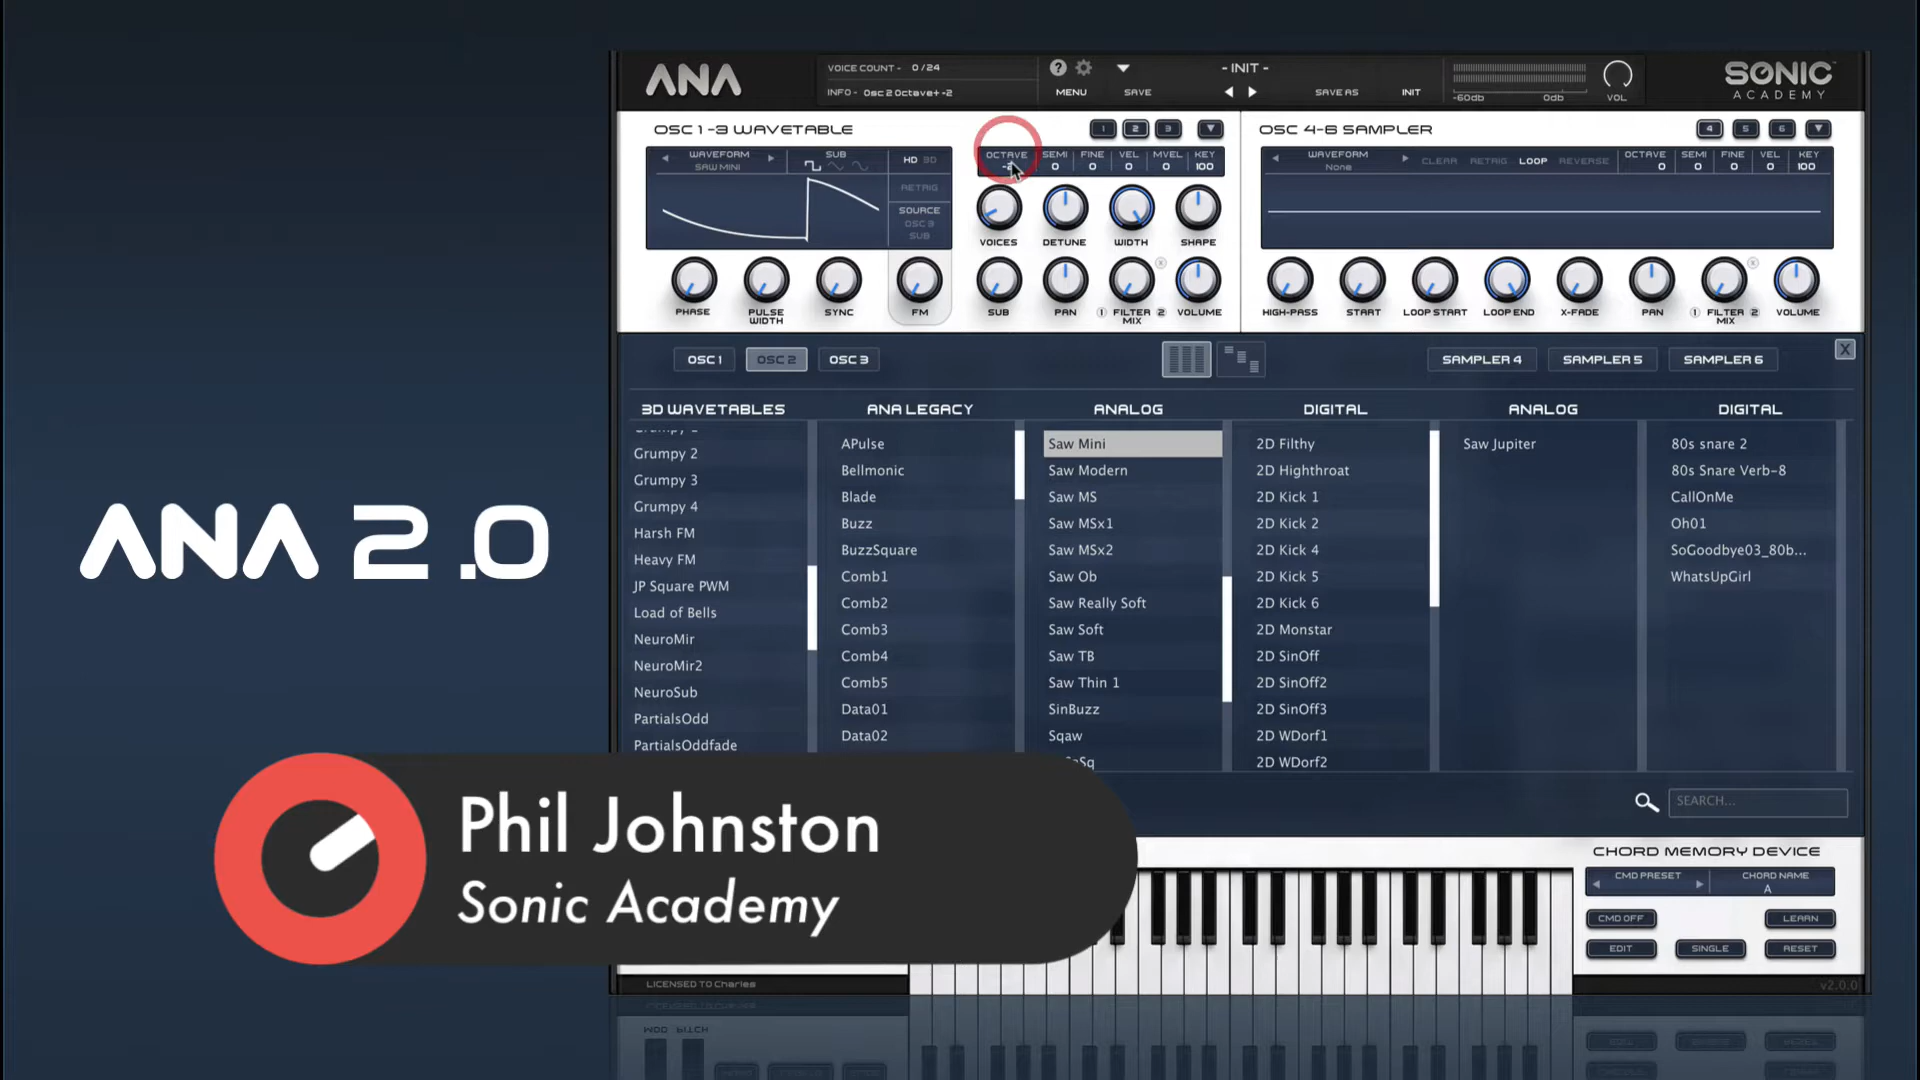 ANA
VOICE COUNT - 0 /24
INFO - Osc 2 Octave+ -2
? MENU
SAVE
- INIT -
SAVE AS
INIT
-60db 0db
VOL
SONIC
ACADEMY
OSC 1-3 WAVETABLE
1 2 3
WAVEFORM
SAW MINI
SUB
HD 3D
RETRIG
SOURCE
OSC 3
SUB
OCTAVE SEMI FINE VEL MVEL KEY
0 0 0 0 100
VOICES DETUNE WIDTH SHAPE
PHASE PULSE WIDTH SYNC FM SUB PAN 1 FILTER MIX 2 VOLUME
OSC 4-6 SAMPLER
4 5 6
WAVEFORM
None
CLEAR RETRIG LOOP REVERSE
OCTAVE SEMI FINE VEL KEY
0 0 0 0 100
HIGH-PASS START LOOP START LOOP END X-FADE PAN 1 FILTER MIX 2 VOLUME
OSC 1 OSC 2 OSC 3
SAMPLER 4 SAMPLER 5 SAMPLER 6
X
3D WAVETABLES
Grumpy 2
Grumpy 3
Grumpy 4
Harsh FM
Heavy FM
JP Square PWM
Load of Bells
NeuroMir
NeuroMir2
NeuroSub
PartialsOdd
PartialsOddfade
ANA LEGACY
APulse
Bellmonic
Blade
Buzz
BuzzSquare
Comb1
Comb2
Comb3
Comb4
Comb5
Data01
Data02
ANALOG
Saw Mini
Saw Modern
Saw MS
Saw MSx1
Saw MSx2
Saw Ob
Saw Really Soft
Saw Soft
Saw TB
Saw Thin 1
SinBuzz
Sqaw
DIGITAL
2D Filthy
2D Highthroat
2D Kick 1
2D Kick 2
2D Kick 4
2D Kick 5
2D Kick 6
2D Monstar
2D SinOff
2D SinOff2
2D SinOff3
2D WDorf1
2D WDorf2
ANALOG
Saw Jupiter
DIGITAL
80s snare 2
80s Snare Verb-8
CallOnMe
Oh01
SoGoodbye03_80b...
WhatsUpGirl
SEARCH...
ANA 2.0
Phil Johnston
Sonic Academy
CHORD MEMORY DEVICE
CMD PRESET
CHORD NAME
A
CMD OFF LEARN
EDIT SINGLE RESET
LICENSED TO Charles
v2.0.0